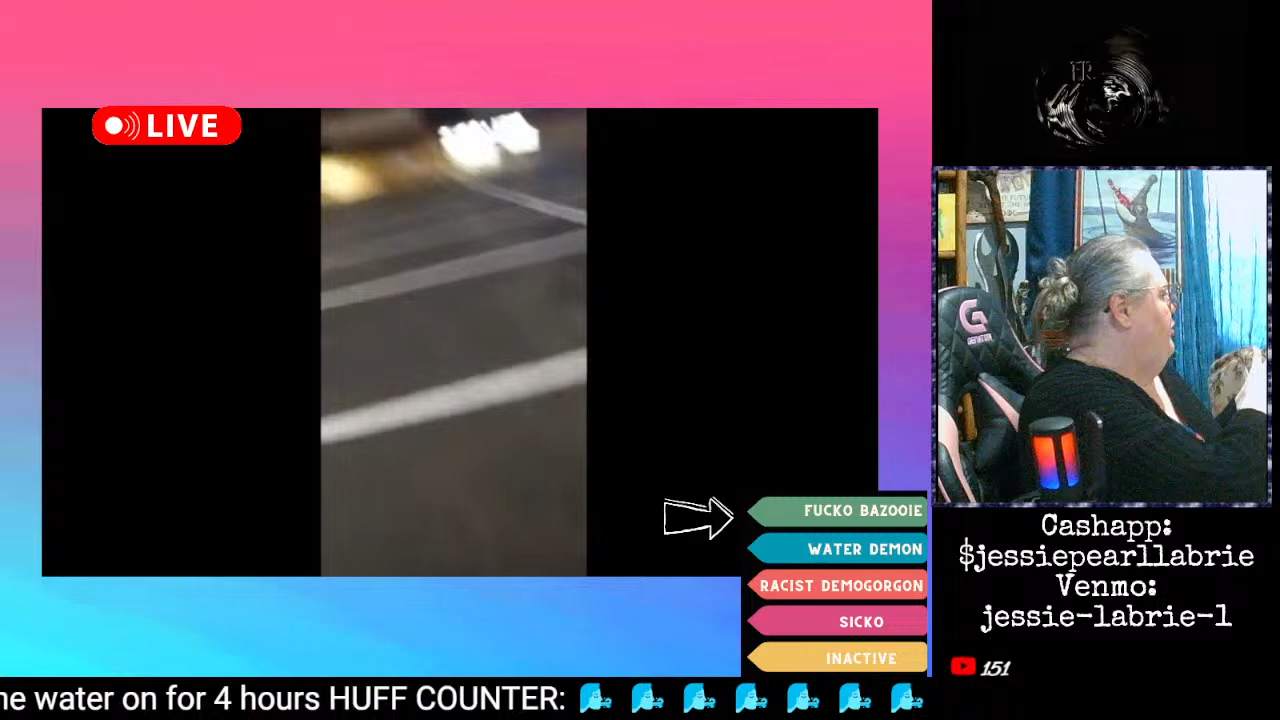 LIVE
FUCKO BAZOOIE
WATER DEMON
RACIST DEMOGORGON
SICKO
INACTIVE
Cashapp:
$jessiepearllabrie
Venmo:
jessie-labrie-1
151
ne water on for 4 hours HUFF COUNTER: